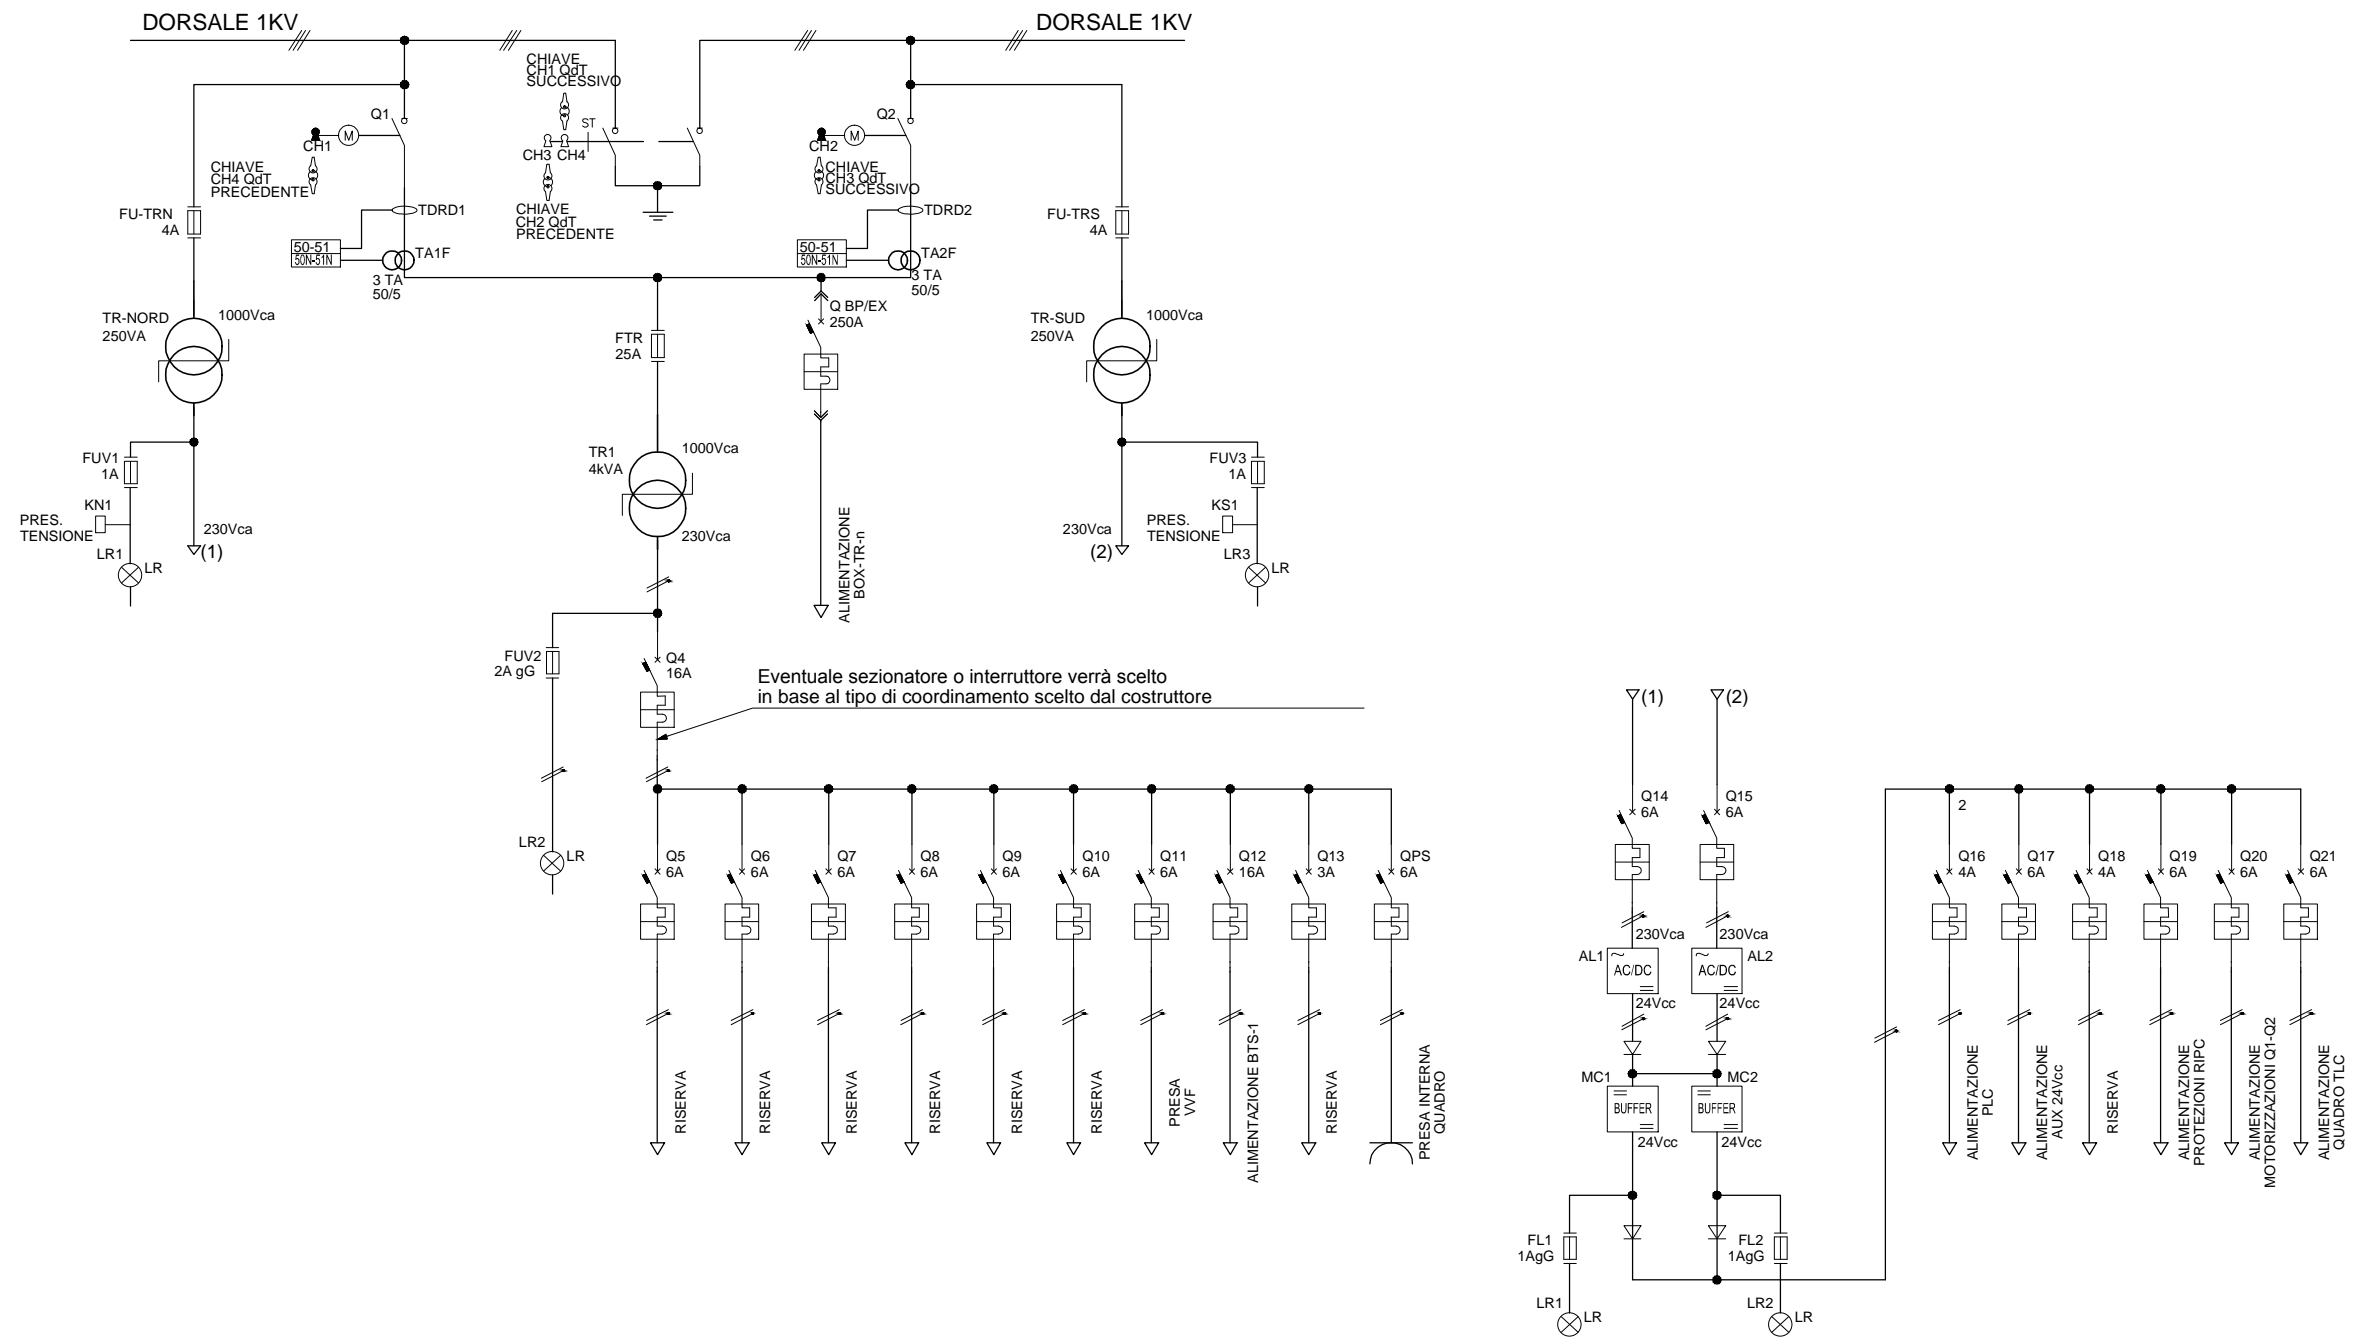 DORSALE 1KV
DORSALE 1KV
CHIAVE
CH1 QdT
SUCCESSIVO
Q1
M
CH1
CHIAVE
CH4 QdT
PRECEDENTE
ST
CH3 CH4
CHIAVE
CH2 QdT
PRECEDENTE
Q2
M
CH2
CHIAVE
CH3 QdT
SUCCESSIVO
FU-TRN
4A
TDRD1
50-51
50N-51N
TA1F
3 TA
50/5
TDRD2
50-51
50N-51N
TA2F
3 TA
50/5
FU-TRS
4A
TR-NORD
250VA
1000Vca
FTR
25A
Q BP/EX
250A
TR-SUD
250VA
1000Vca
FUV1
1A
KN1
PRES.
TENSIONE
LR1
LR
230Vca
(1)
TR1
4kVA
1000Vca
230Vca
ALIMENTAZIONE
BOX-TR-n
FUV3
1A
KS1
PRES.
TENSIONE
LR3
LR
230Vca
(2)
FUV2
2A gG
Q4
16A
Eventuale sezionatore o interruttore verrà scelto
in base al tipo di coordinamento scelto dal costruttore
LR2
LR
Q5
6A
Q6
6A
Q7
6A
Q8
6A
Q9
6A
Q10
6A
Q11
6A
Q12
16A
Q13
3A
QPS
6A
RISERVA
RISERVA
RISERVA
RISERVA
RISERVA
RISERVA
PRESA
VVF
ALIMENTAZIONE BTS-1
RISERVA
PRESA INTERNA
QUADRO
(1)
(2)
Q14
6A
Q15
6A
230Vca
230Vca
AL1
~
AC/DC
AL2
~
AC/DC
24Vcc
24Vcc
MC1
BUFFER
MC2
BUFFER
24Vcc
24Vcc
FL1
1AgG
FL2
1AgG
LR1
LR
LR2
LR
2
Q16
4A
Q17
6A
Q18
4A
Q19
6A
Q20
6A
Q21
6A
ALIMENTAZIONE
PLC
ALIMENTAZIONE
AUX 24Vcc
RISERVA
ALIMENTAZIONE
PROTEZIONI RIPC
ALIMENTAZIONE
MOTORIZZAZIONI Q1-Q2
ALIMENTAZIONE
QUADRO TLC